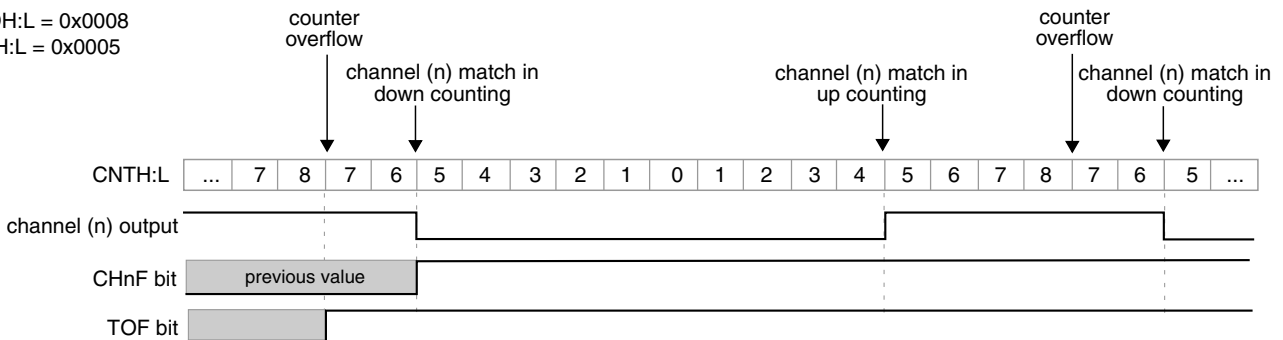 H:L = 0x0008
H:L = 0x0005
counter
overflow
channel (n) match in
down counting
channel (n) match in
up counting
counter
overflow
channel (n) match in
down counting
CNTH:L ... 7 8 7 6 5 4 3 2 1 0 1 2 3 4 5 6 7 8 7 6 5 ...
channel (n) output
CHnF bit previous value
TOF bit